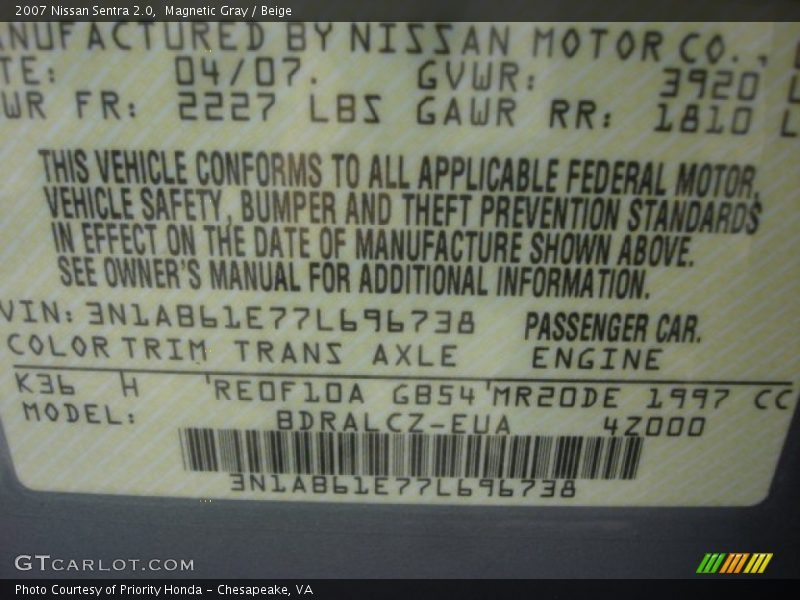 2007 Nissan Sentra 2.0, Magnetic Gray / Beige
NUFACTURED BY NISSAN MOTOR CO.,
TE: 04/07. GVWR: 3920
WR FR: 2227 LBS GAWR RR: 1810 L
THIS VEHICLE CONFORMS TO ALL APPLICABLE FEDERAL MOTOR
VEHICLE SAFETY, BUMPER AND THEFT PREVENTION STANDARDS
IN EFFECT ON THE DATE OF MANUFACTURE SHOWN ABOVE.
SEE OWNER'S MANUAL FOR ADDITIONAL INFORMATION.
VIN: 3N1AB61E77L696738 PASSENGER CAR.
COLOR TRIM TRANS AXLE ENGINE
K36 H 'RE0F10A GB54 'MR20DE 1997 CC
MODEL: BDRALCZ-EUA 4Z000
3N1AB61E77L696738
GTCARLOT.COM
Photo Courtesy of Priority Honda - Chesapeake, VA